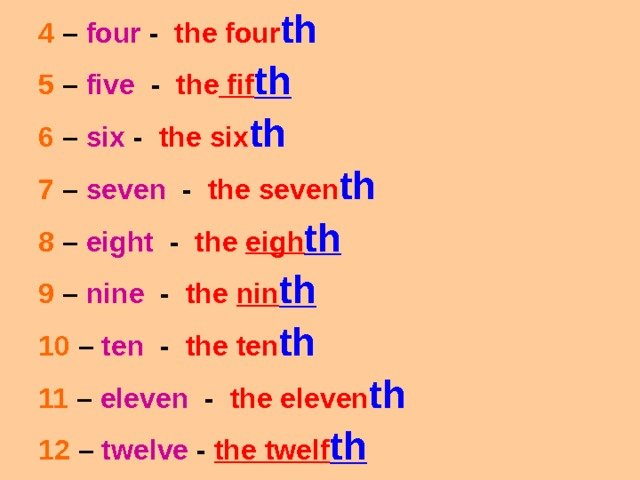 4 – four - the fourth
5 – five - the fifth
6 – six - the sixth
7 – seven - the seventh
8 – eight - the eighth
9 – nine - the ninth
10 – ten - the tenth
11 – eleven - the eleventh
12 – twelve - the twelfth